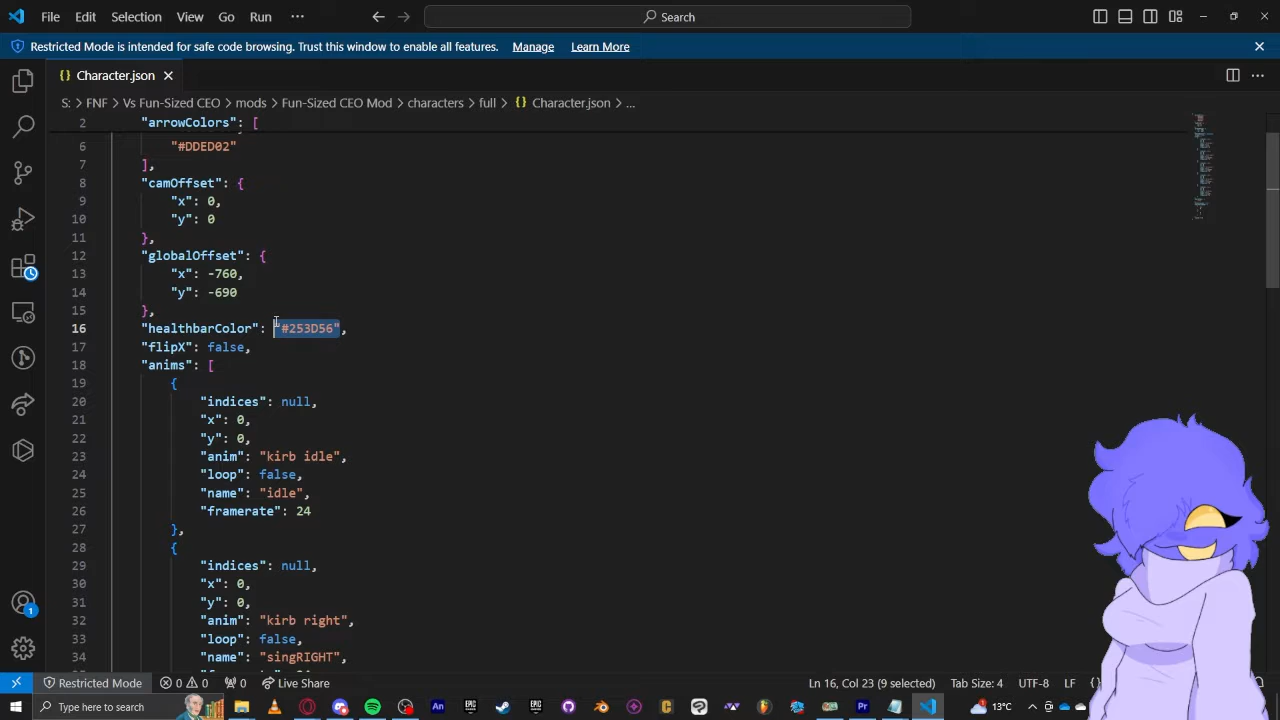 File Edit Selection View Go Run ··· Search
Restricted Mode is intended for safe code browsing. Trust this window to enable all features. Manage Learn More
{} Character.json
S: > FNF > Vs Fun-Sized CEO > mods > Fun-Sized CEO Mod > characters > full > {} Character.json > ...
2 "arrowColors": [
6 "#DDED02"
7 ],
8 "camOffset": {
9 "x": 0,
10 "y": 0
11 },
12 "globalOffset": {
13 "x": -760,
14 "y": -690
15 },
16 "healthbarColor": "#253D56",
17 "flipX": false,
18 "anims": [
19 {
20 "indices": null,
21 "x": 0,
22 "y": 0,
23 "anim": "kirb idle",
24 "loop": false,
25 "name": "idle",
26 "framerate": 24
27 },
28 {
29 "indices": null,
30 "x": 0,
31 "y": 0,
32 "anim": "kirb right",
33 "loop": false,
34 "name": "singRIGHT",
Restricted Mode 0 0 0 Live Share Ln 16, Col 23 (9 selected) Tab Size: 4 UTF-8 LF {}
Type here to search 13°C